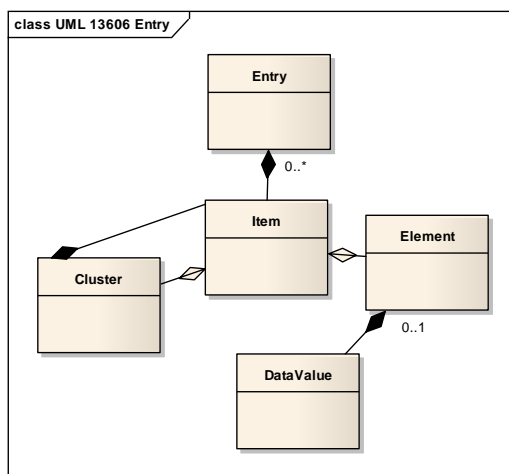 class UML 13606 Entry
Entry
0..*
Item
Element
Cluster
0..1
DataValue